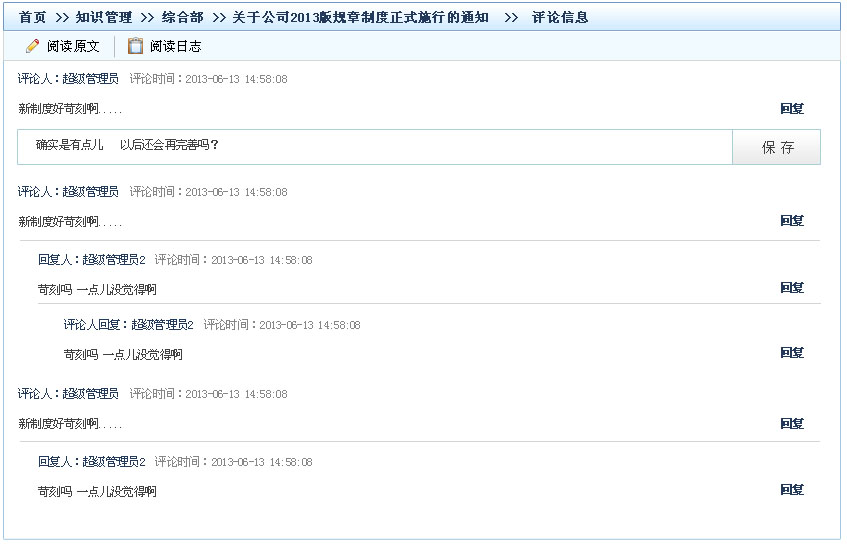 首页 >> 知识管理 >> 综合部 >> 关于公司2013版规章制度正式施行的通知 >> 评论信息
阅读原文 阅读日志
评论人：超级管理员 评论时间：2013-06-13 14:58:08
新制度好苛刻啊..... 回复
确实是有点儿 以后还会再完善吗？ 保 存
评论人：超级管理员 评论时间：2013-06-13 14:58:08
新制度好苛刻啊..... 回复
回复人：超级管理员2 评论时间：2013-06-13 14:58:08
苛刻吗 一点儿没觉得啊 回复
评论人回复：超级管理员2 评论时间：2013-06-13 14:58:08
苛刻吗 一点儿没觉得啊 回复
评论人：超级管理员 评论时间：2013-06-13 14:58:08
新制度好苛刻啊..... 回复
回复人：超级管理员2 评论时间：2013-06-13 14:58:08
苛刻吗 一点儿没觉得啊 回复